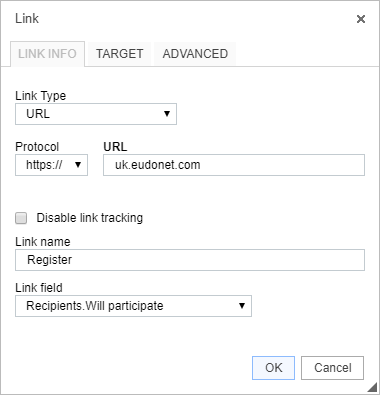 Link
LINK INFO TARGET ADVANCED
Link Type
URL
Protocol URL
https:// uk.eudonet.com
Disable link tracking
Link name
Register
Link field
Recipients.Will participate
OK Cancel